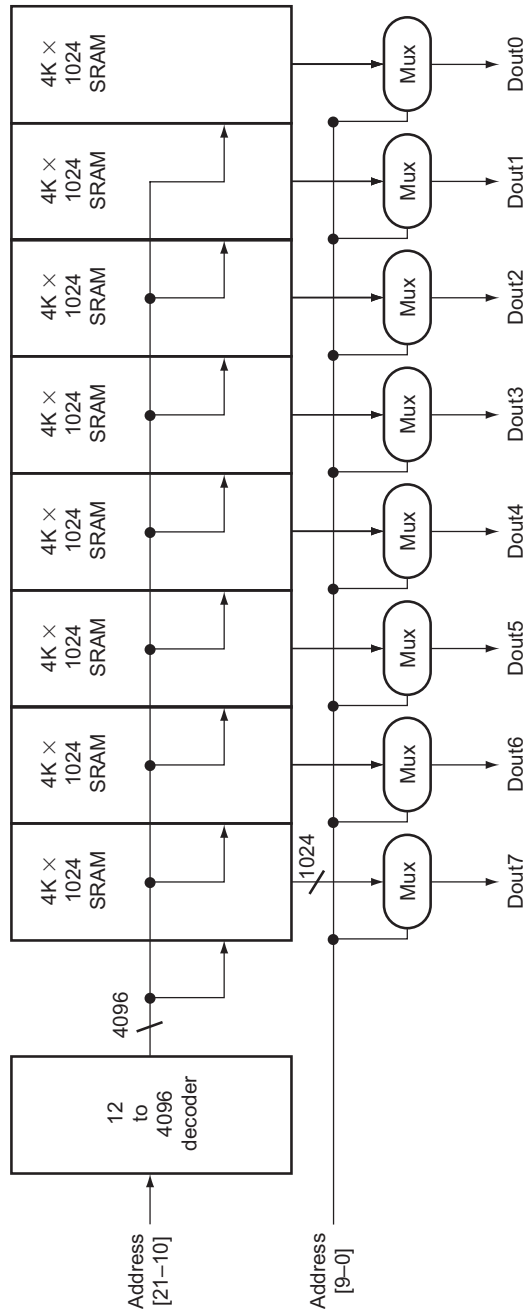 12
to
4096
decoder
Address
[21–10]
4096
4K ×
1024
SRAM
4K ×
1024
SRAM
4K ×
1024
SRAM
4K ×
1024
SRAM
4K ×
1024
SRAM
4K ×
1024
SRAM
4K ×
1024
SRAM
4K ×
1024
SRAM
Address
[9–0]
1024
Mux
Mux
Mux
Mux
Mux
Mux
Mux
Mux
Dout7
Dout6
Dout5
Dout4
Dout3
Dout2
Dout1
Dout0